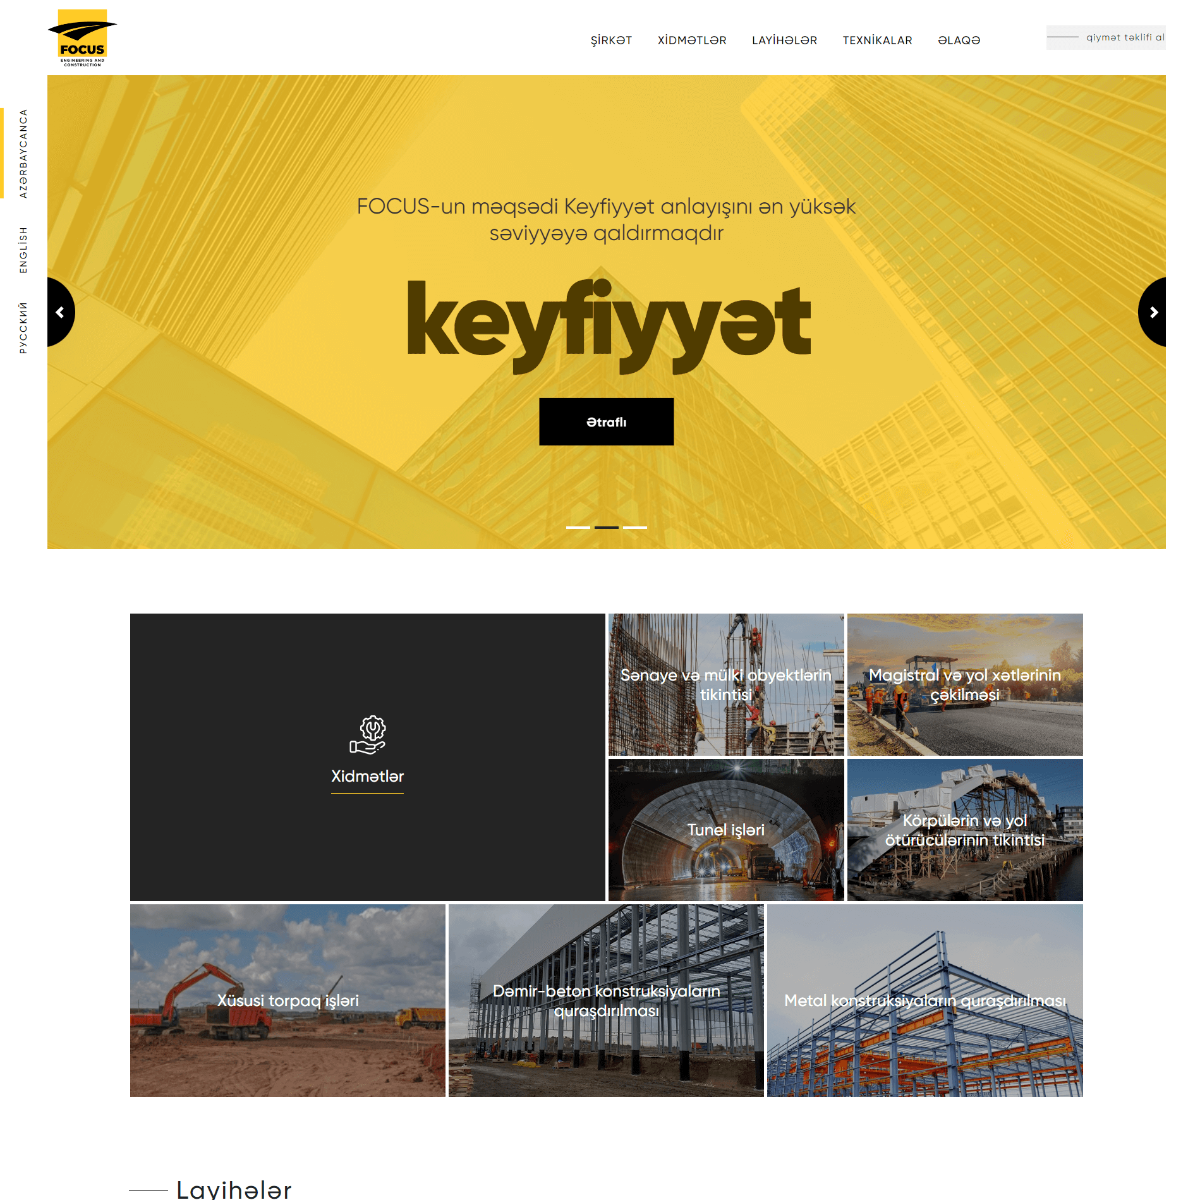 FOCUS
ENGINEERING AND
CONSTRUCTION
ŞİRKƏT
XİDMƏTLƏR
LAYİHƏLƏR
TEXNİKALAR
ƏLAQƏ
qiymət təklifi al
AZƏRBAYCANCA
ENGLİSH
РУССКИЙ
FOCUS-un məqsədi Keyfiyyət anlayışını ən yüksək
səviyyəyə qaldırmaqdır
keyfiyyət
Ətraflı
Xidmətlər
Sənaye və mülki obyektlərin
tikintisi
Magistral və yol xətlərinin
çəkilməsi
Tunel işləri
Körpülərin və yol
ötürücülərinin tikintisi
Xüsusi torpaq işləri
Dəmir-beton konstruksiyaların
quraşdırılması
Metal konstruksiyaların quraşdırılması
Layihələr